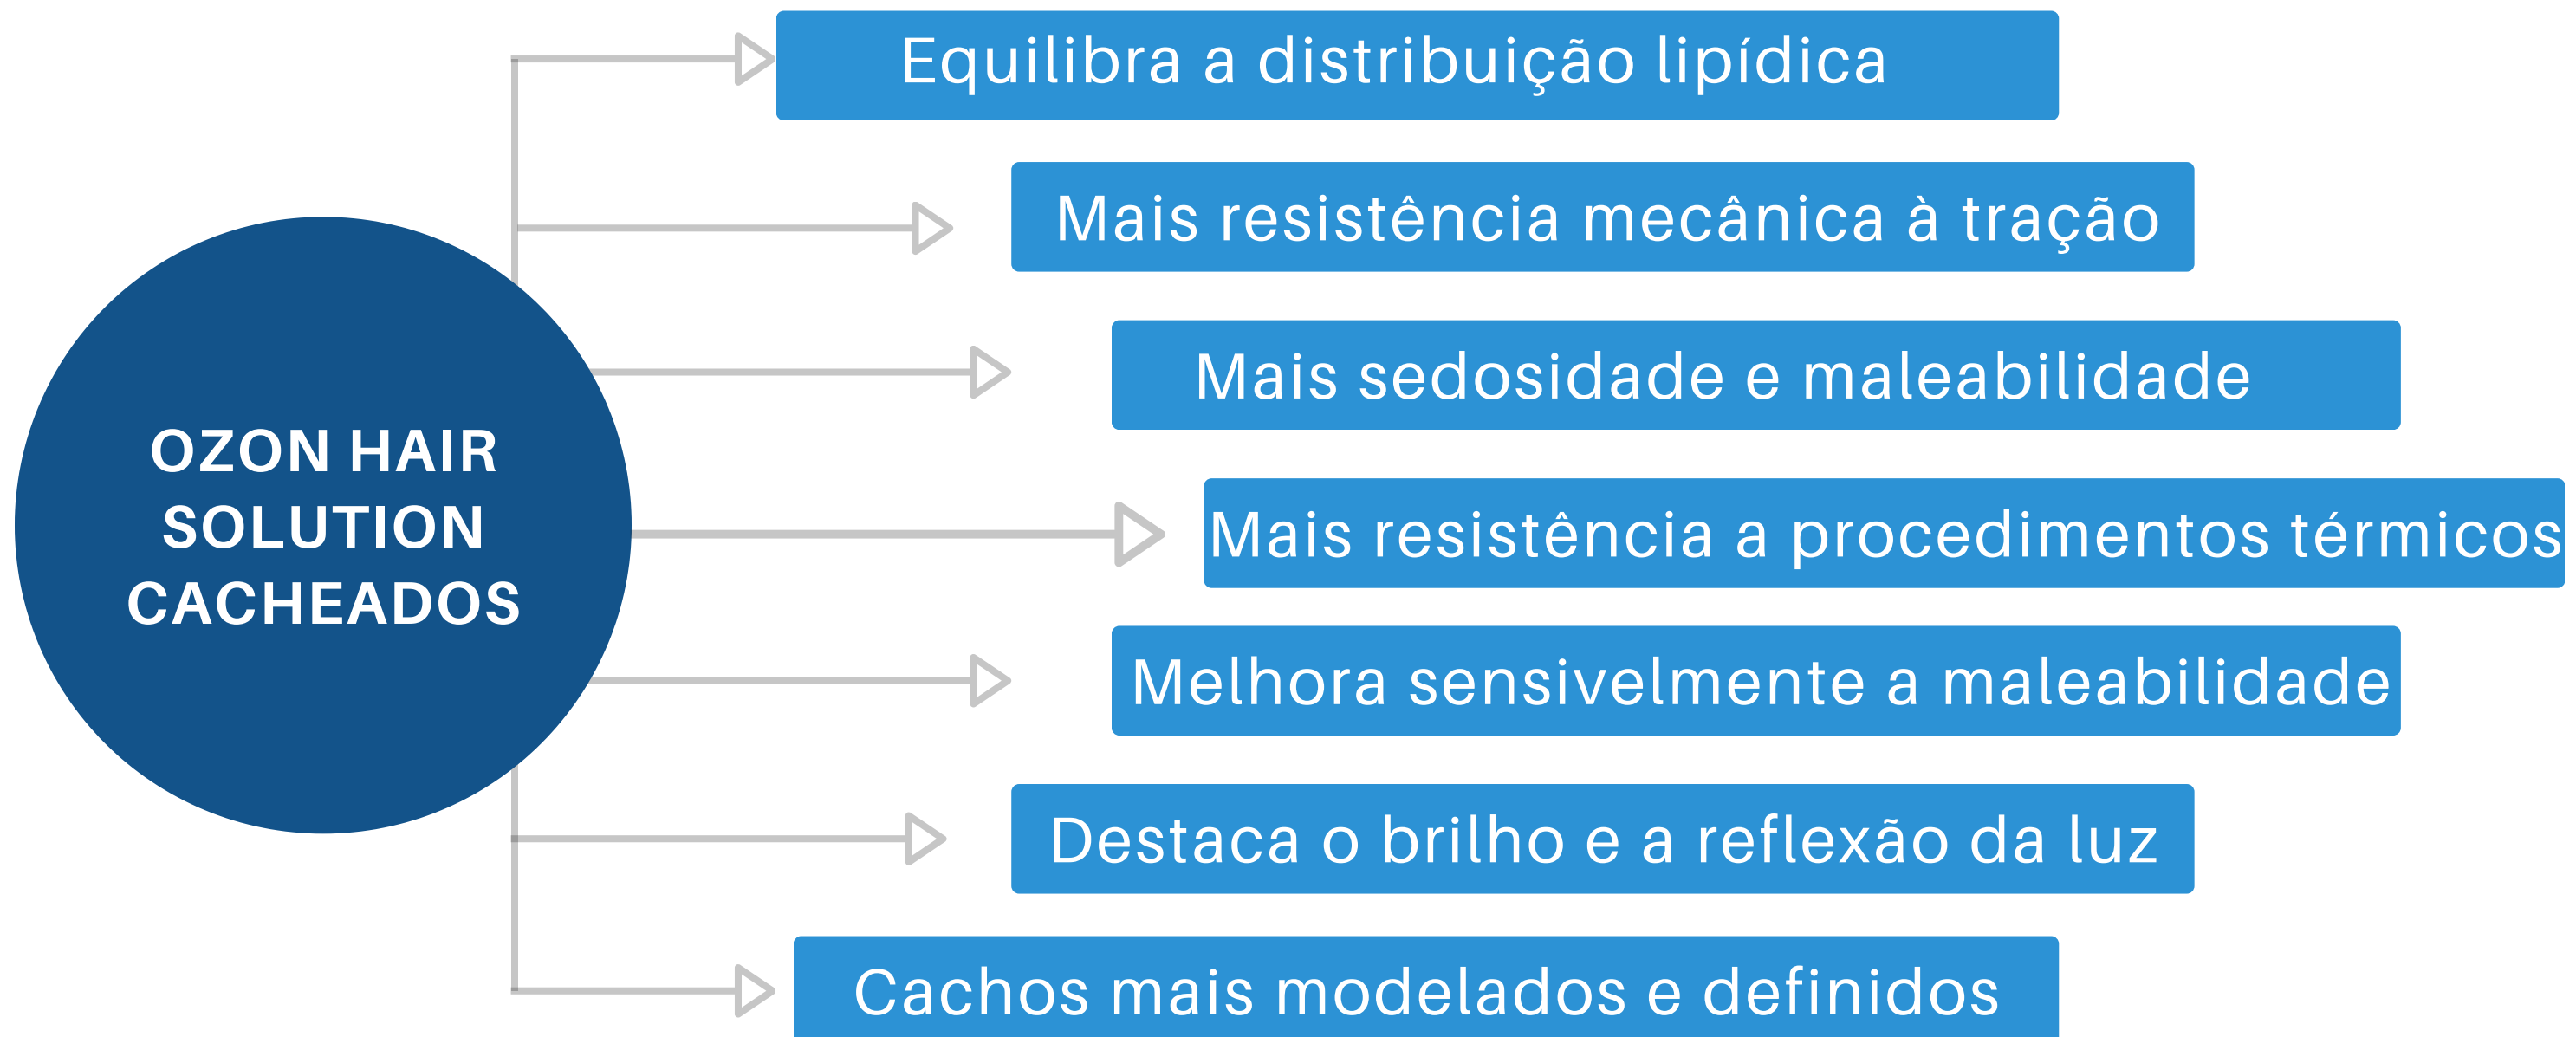 OZON HAIR
SOLUTION
CACHEADOS
Equilibra a distribuição lipídica
Mais resistência mecânica à tração
Mais sedosidade e maleabilidade
Mais resistência a procedimentos térmicos
Melhora sensivelmente a maleabilidade
Destaca o brilho e a reflexão da luz
Cachos mais modelados e definidos